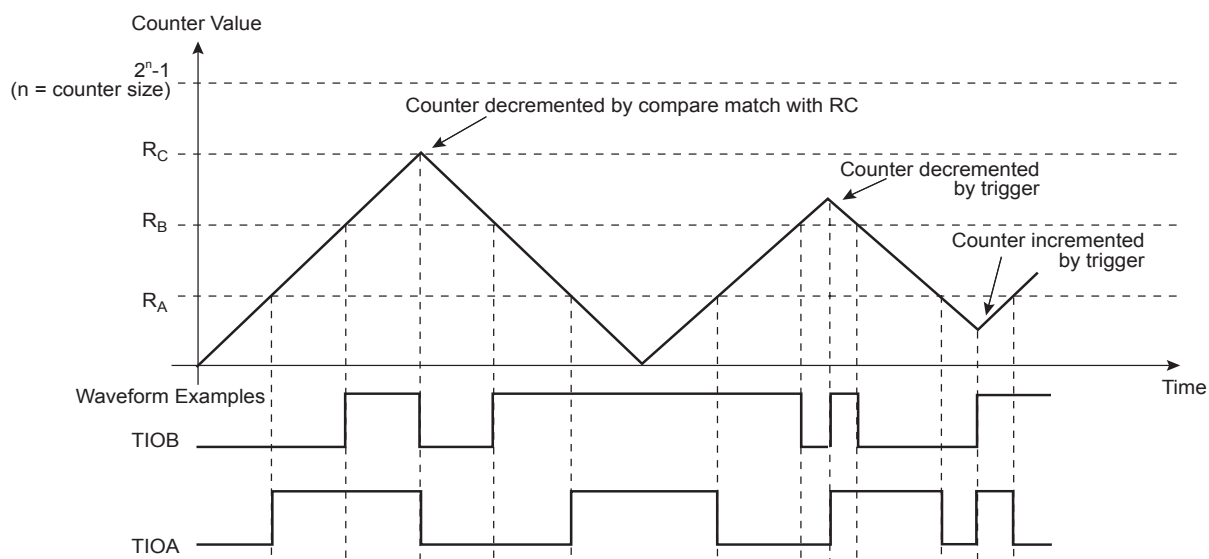 Counter Value
2ⁿ-1
(n = counter size)
Counter decremented by compare match with RC
R_C
Counter decremented
by trigger
R_B
Counter incremented
by trigger
R_A
Time
Waveform Examples
TIOB
TIOA